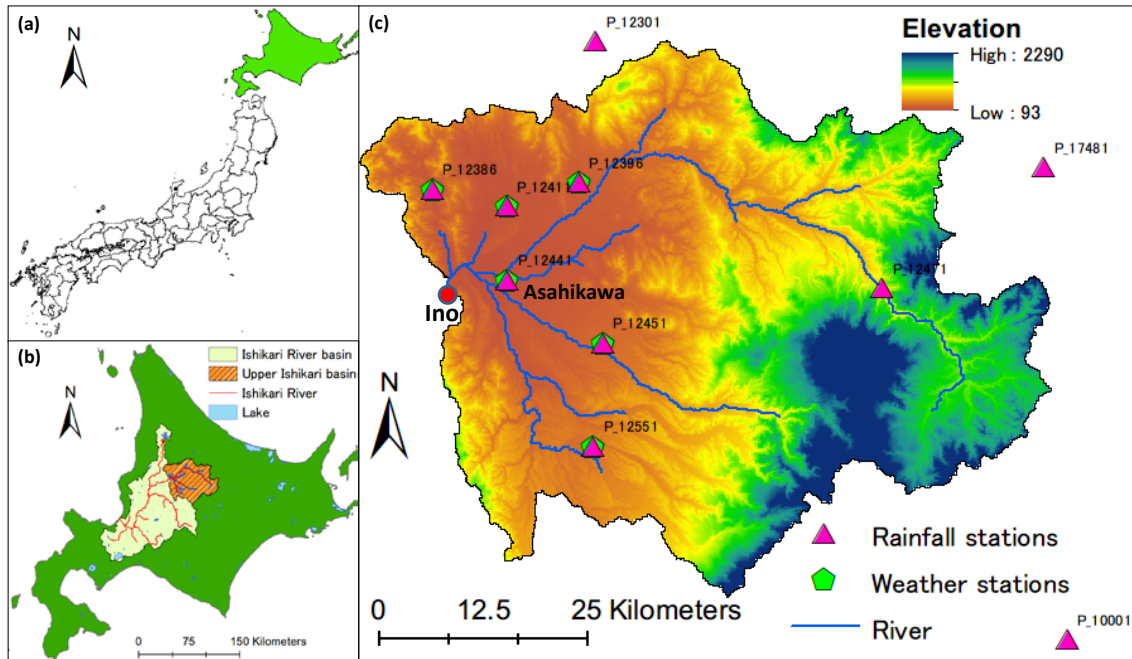 (a)
N
(b)
Ishikari River basin
Upper Ishikari basin
Ishikari River
Lake
N
0 75 150 Kilometers
(c)
P_12301
Elevation
High : 2290
Low : 93
P_17481
P_12386
P_12411
P_12396
P_12441
Asahikawa
Ino
P_12471
P_12451
N
P_12551
Rainfall stations
Weather stations
River
0 12.5 25 Kilometers
P_10001